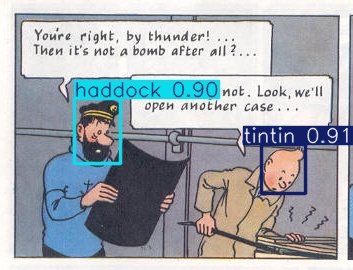 You're right, by thunder! ...
Then it's not a bomb after all?...
haddock 0.90
not. Look, we'll
open another case...
tintin 0.91